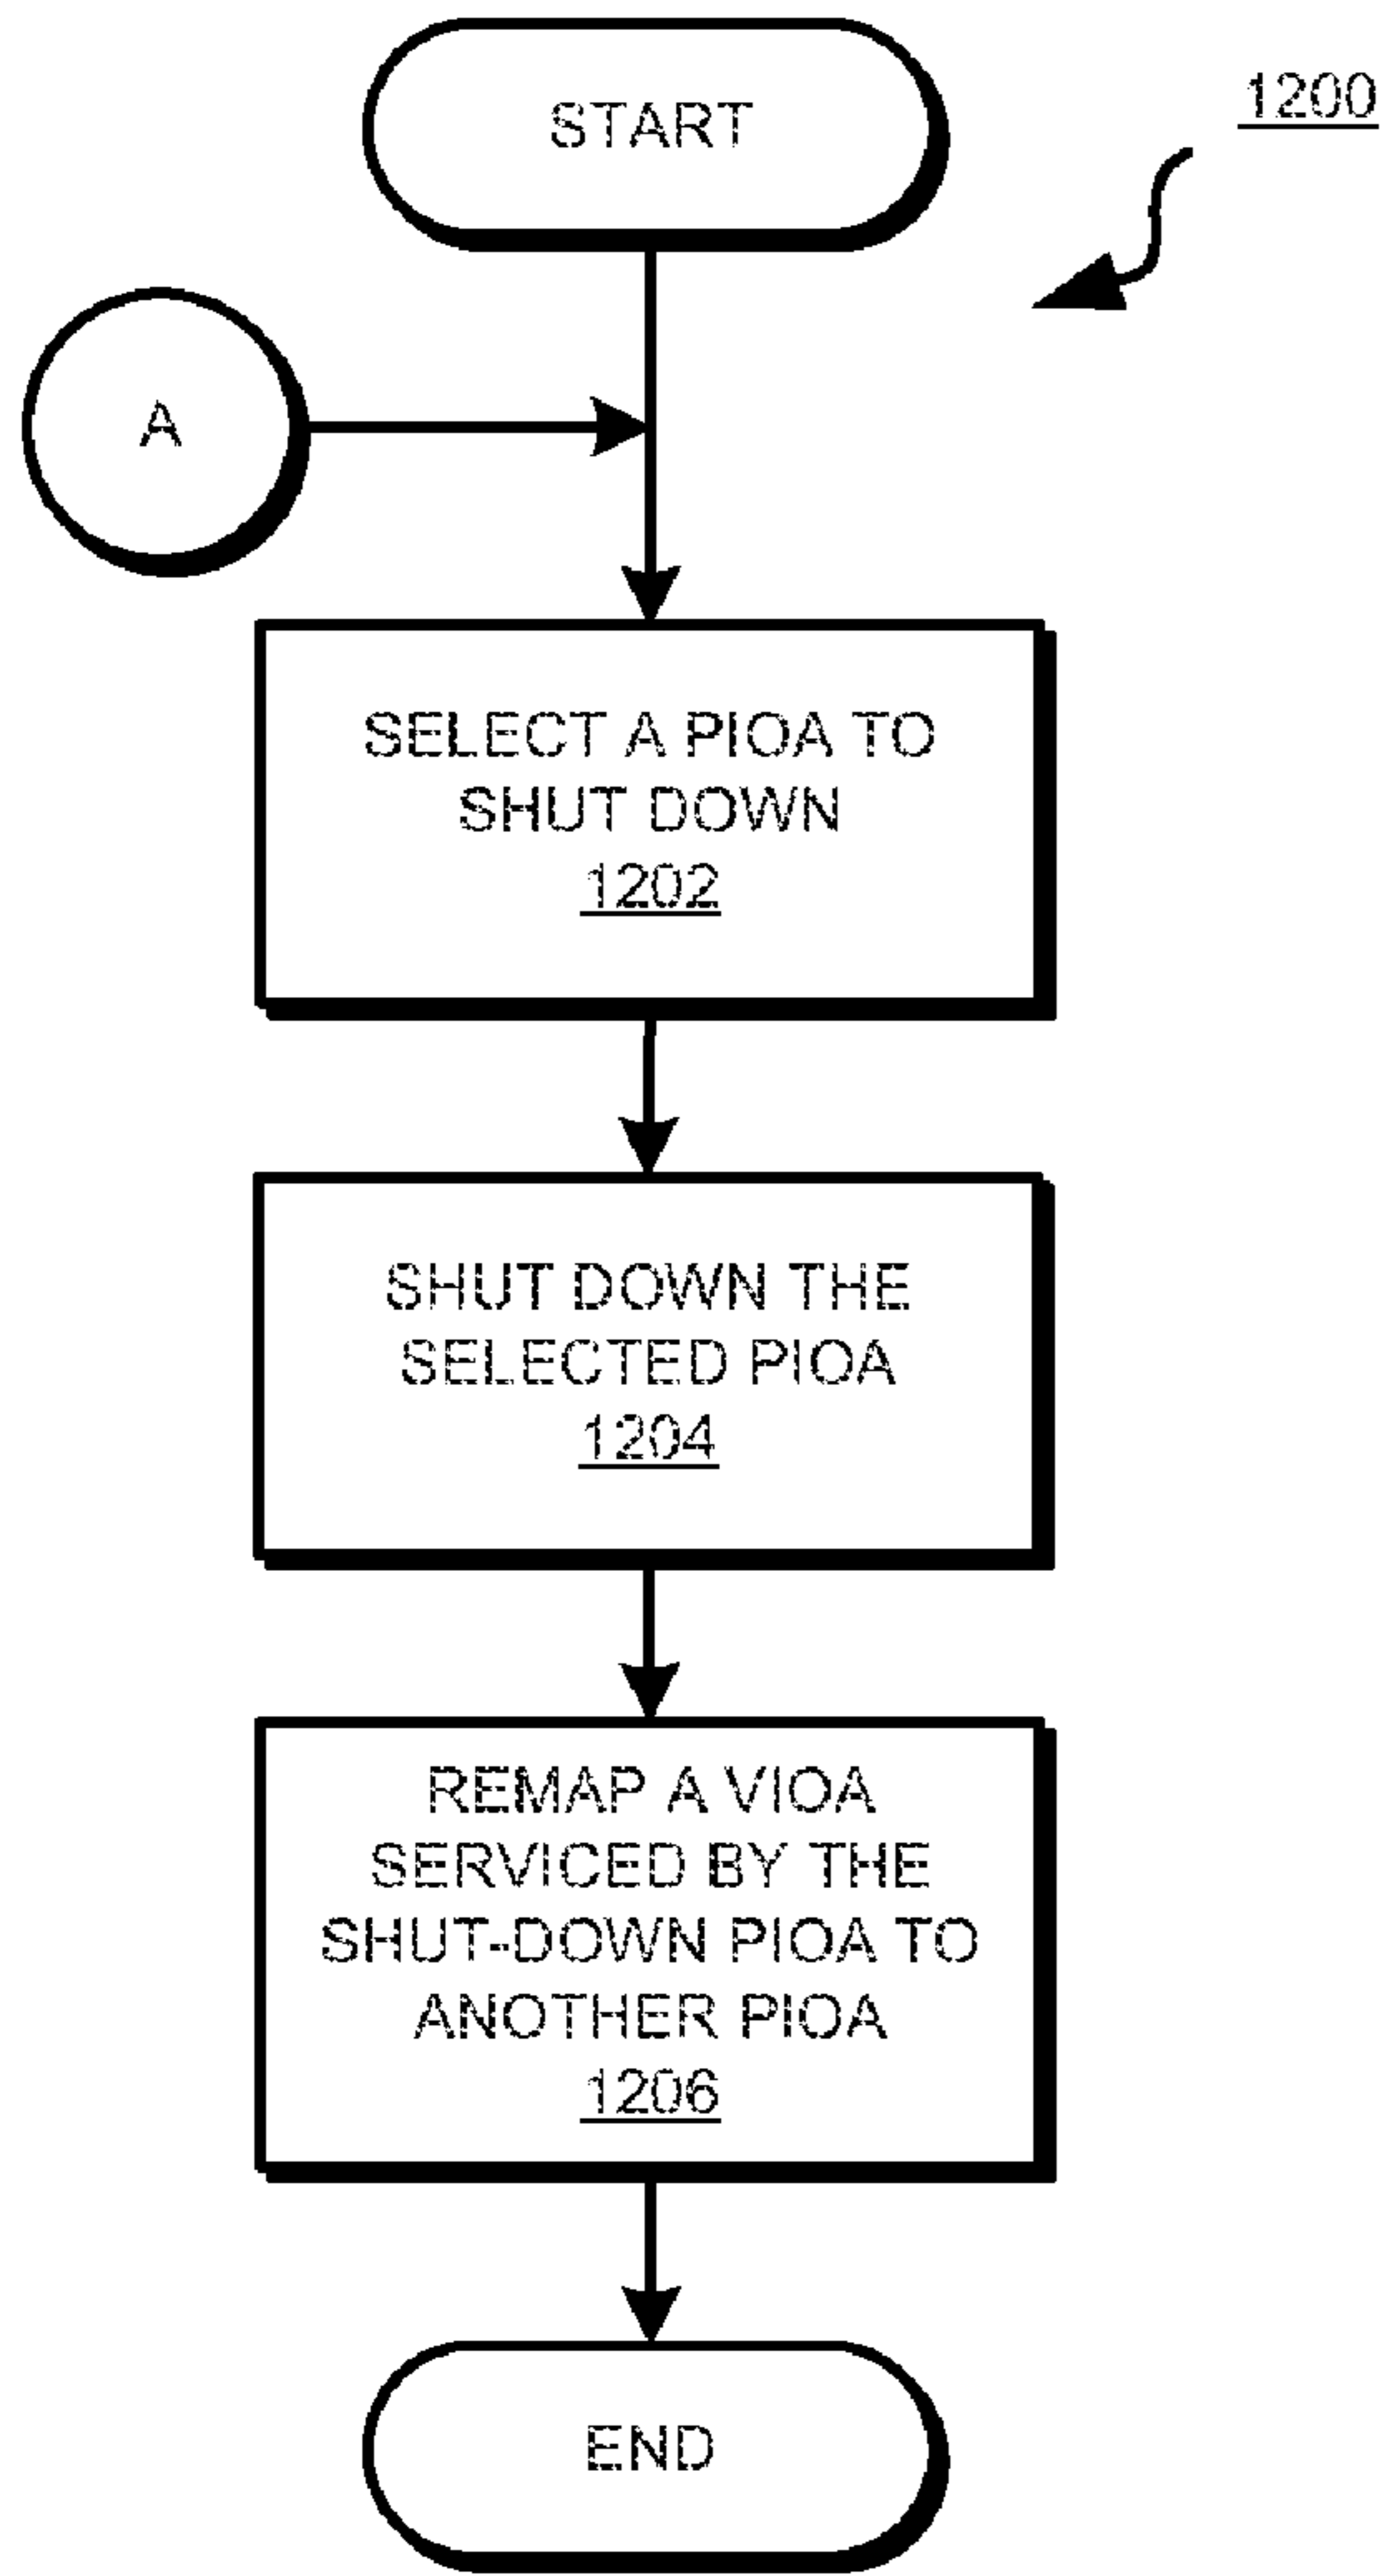 START
1200
A
SELECT A PIOA TO
SHUT DOWN
1202
SHUT DOWN THE
SELECTED PIOA
1204
REMAP A VIOA
SERVICED BY THE
SHUT-DOWN PIOA TO
ANOTHER PIOA
1206
END